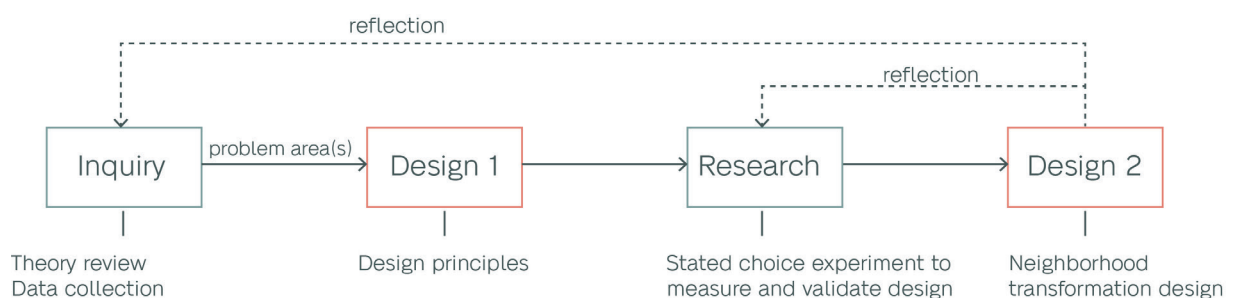 reflection
reflection
Inquiry
problem area(s)
Design 1
Research
Design 2
Theory review
Data collection
Design principles
Stated choice experiment to
measure and validate design
Neighborhood
transformation design